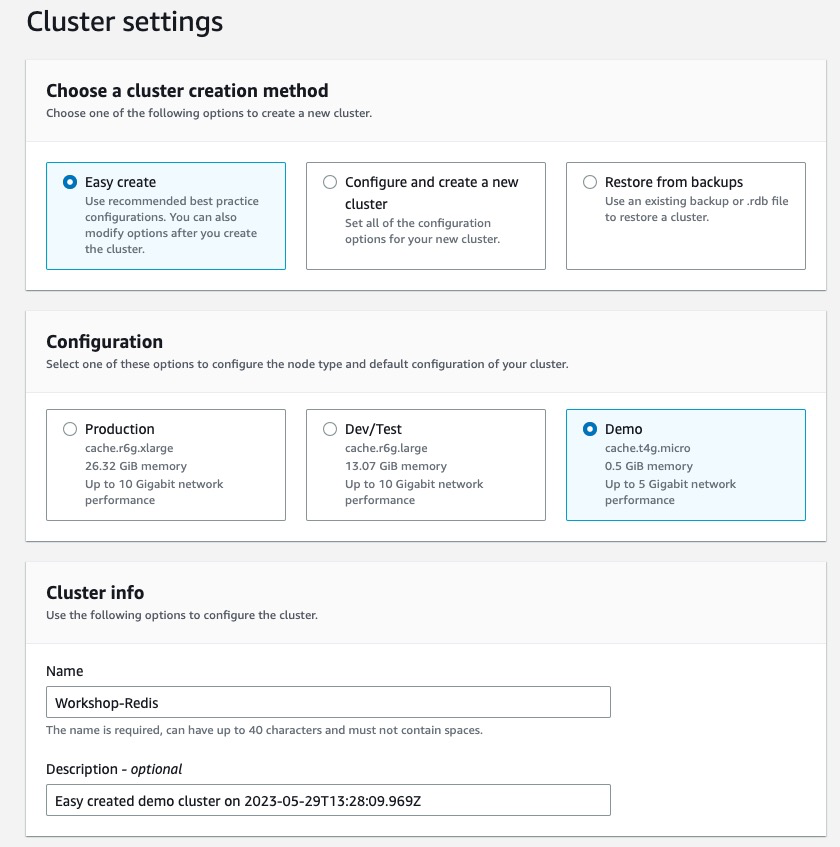 Cluster settings
Choose a cluster creation method
Choose one of the following options to create a new cluster.
Easy create
Use recommended best practice
configurations. You can also
modify options after you create
the cluster.
Configure and create a new
cluster
Set all of the configuration
options for your new cluster.
Restore from backups
Use an existing backup or .rdb file
to restore a cluster.
Configuration
Select one of these options to configure the node type and default configuration of your cluster.
Production
cache.r6g.xlarge
26.32 GiB memory
Up to 10 Gigabit network
performance
Dev/Test
cache.r6g.large
13.07 GiB memory
Up to 10 Gigabit network
performance
Demo
cache.t4g.micro
0.5 GiB memory
Up to 5 Gigabit network
performance
Cluster info
Use the following options to configure the cluster.
Name
Workshop-Redis
The name is required, can have up to 40 characters and must not contain spaces.
Description - optional
Easy created demo cluster on 2023-05-29T13:28:09.969Z